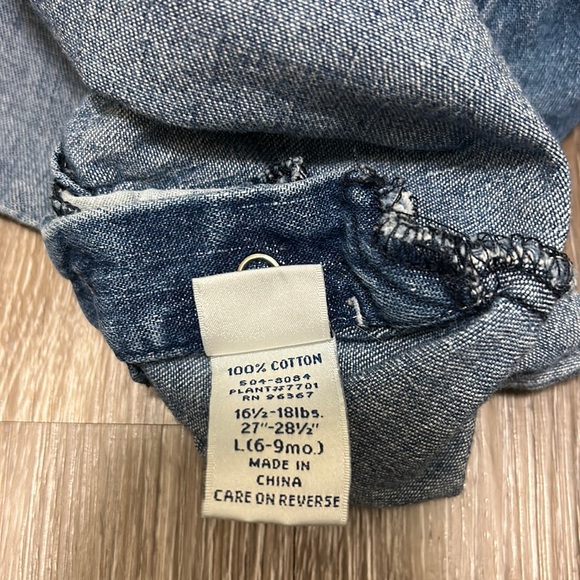 100% COTTON
504-8084
PLANT#7701
RN 96367
16½-18lbs.
27"-28½"
L(6-9mo.)
MADE IN
CHINA
CARE ON REVERSE